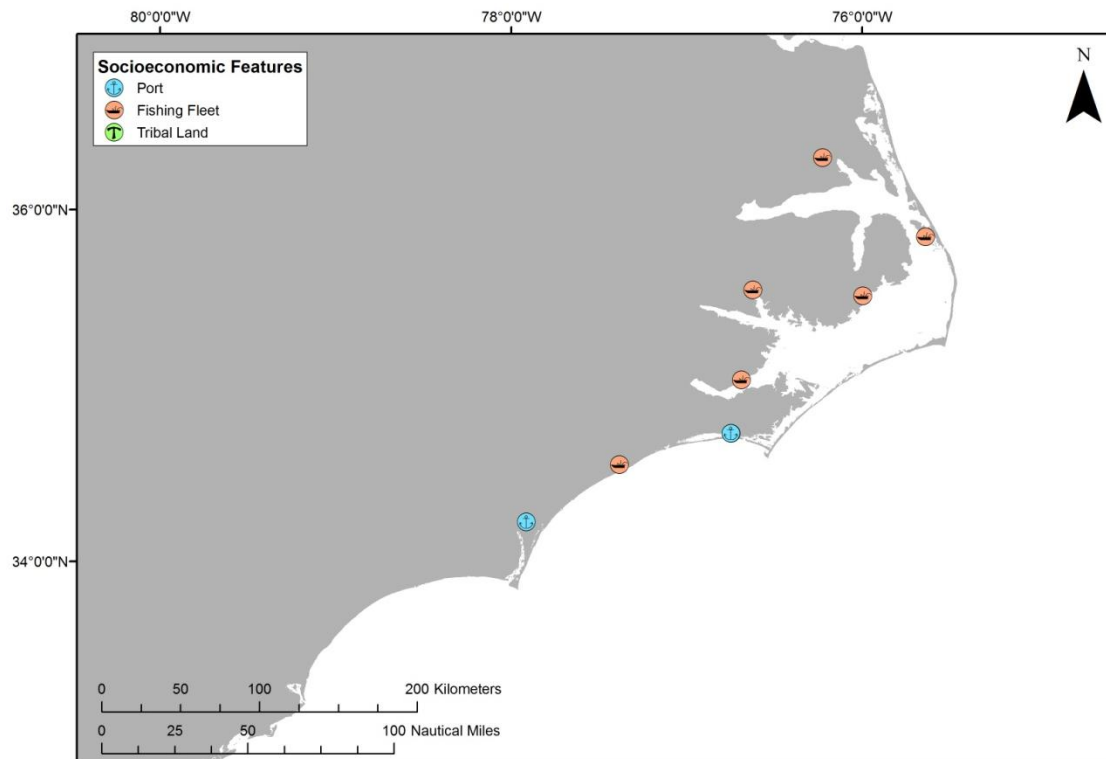 80°0'0"W
78°0'0"W
76°0'0"W
Socioeconomic Features
Port
Fishing Fleet
Tribal Land
N
36°0'0"N
34°0'0"N
0 50 100 200 Kilometers
0 25 50 100 Nautical Miles